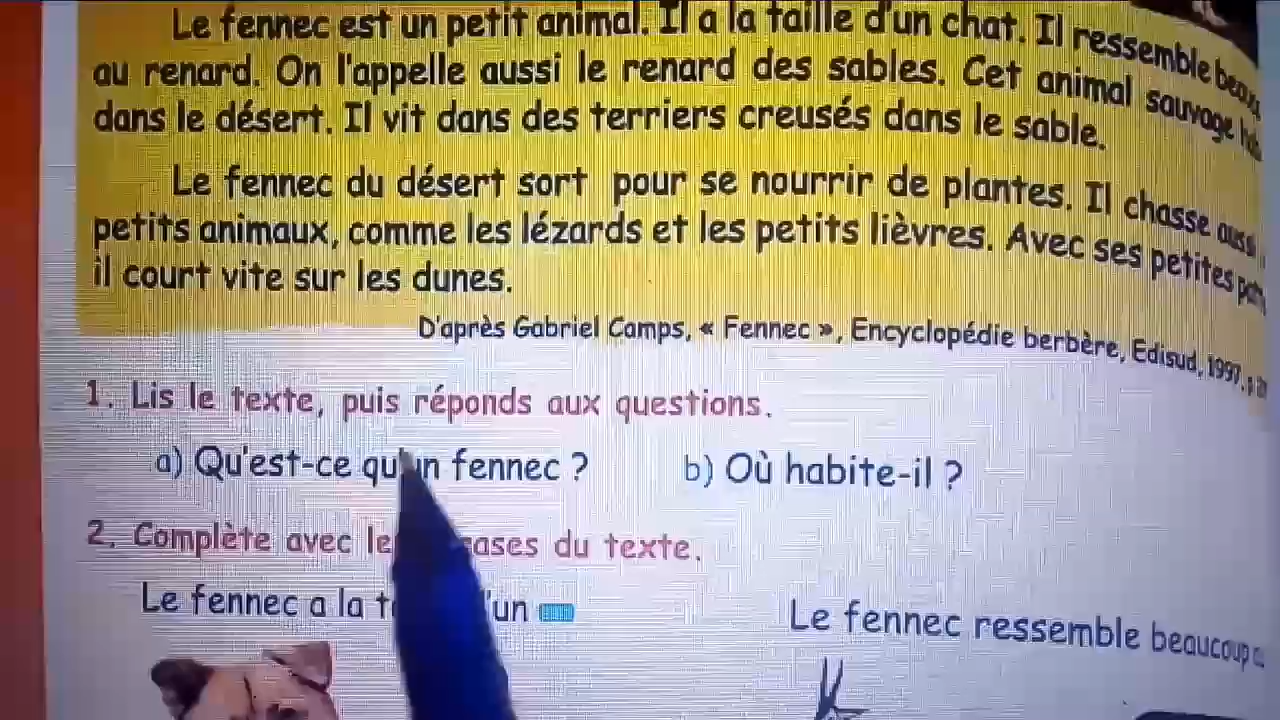 Le fennec est un petit animal. Il a la taille d'un chat. Il ressemble
au renard. On l'appelle aussi le renard des sables. Cet animal sauvage
dans le désert. Il vit dans des terriers creusés dans le sable.
Le fennec du désert sort pour se nourrir de plantes. Il chasse aussi
petits animaux, comme les lézards et les petits lièvres. Avec ses petites
il court vite sur les dunes.
D'après Gabriel Camps, « Fennec », Encyclopédie berbère, Edisud, 1997,
1. Lis le texte, puis réponds aux questions.
a) Qu'est-ce fennec ? b) Où habite-il ?
2. Complète avec du texte.
Le fennec a la Le fennec ressemble beaucoup